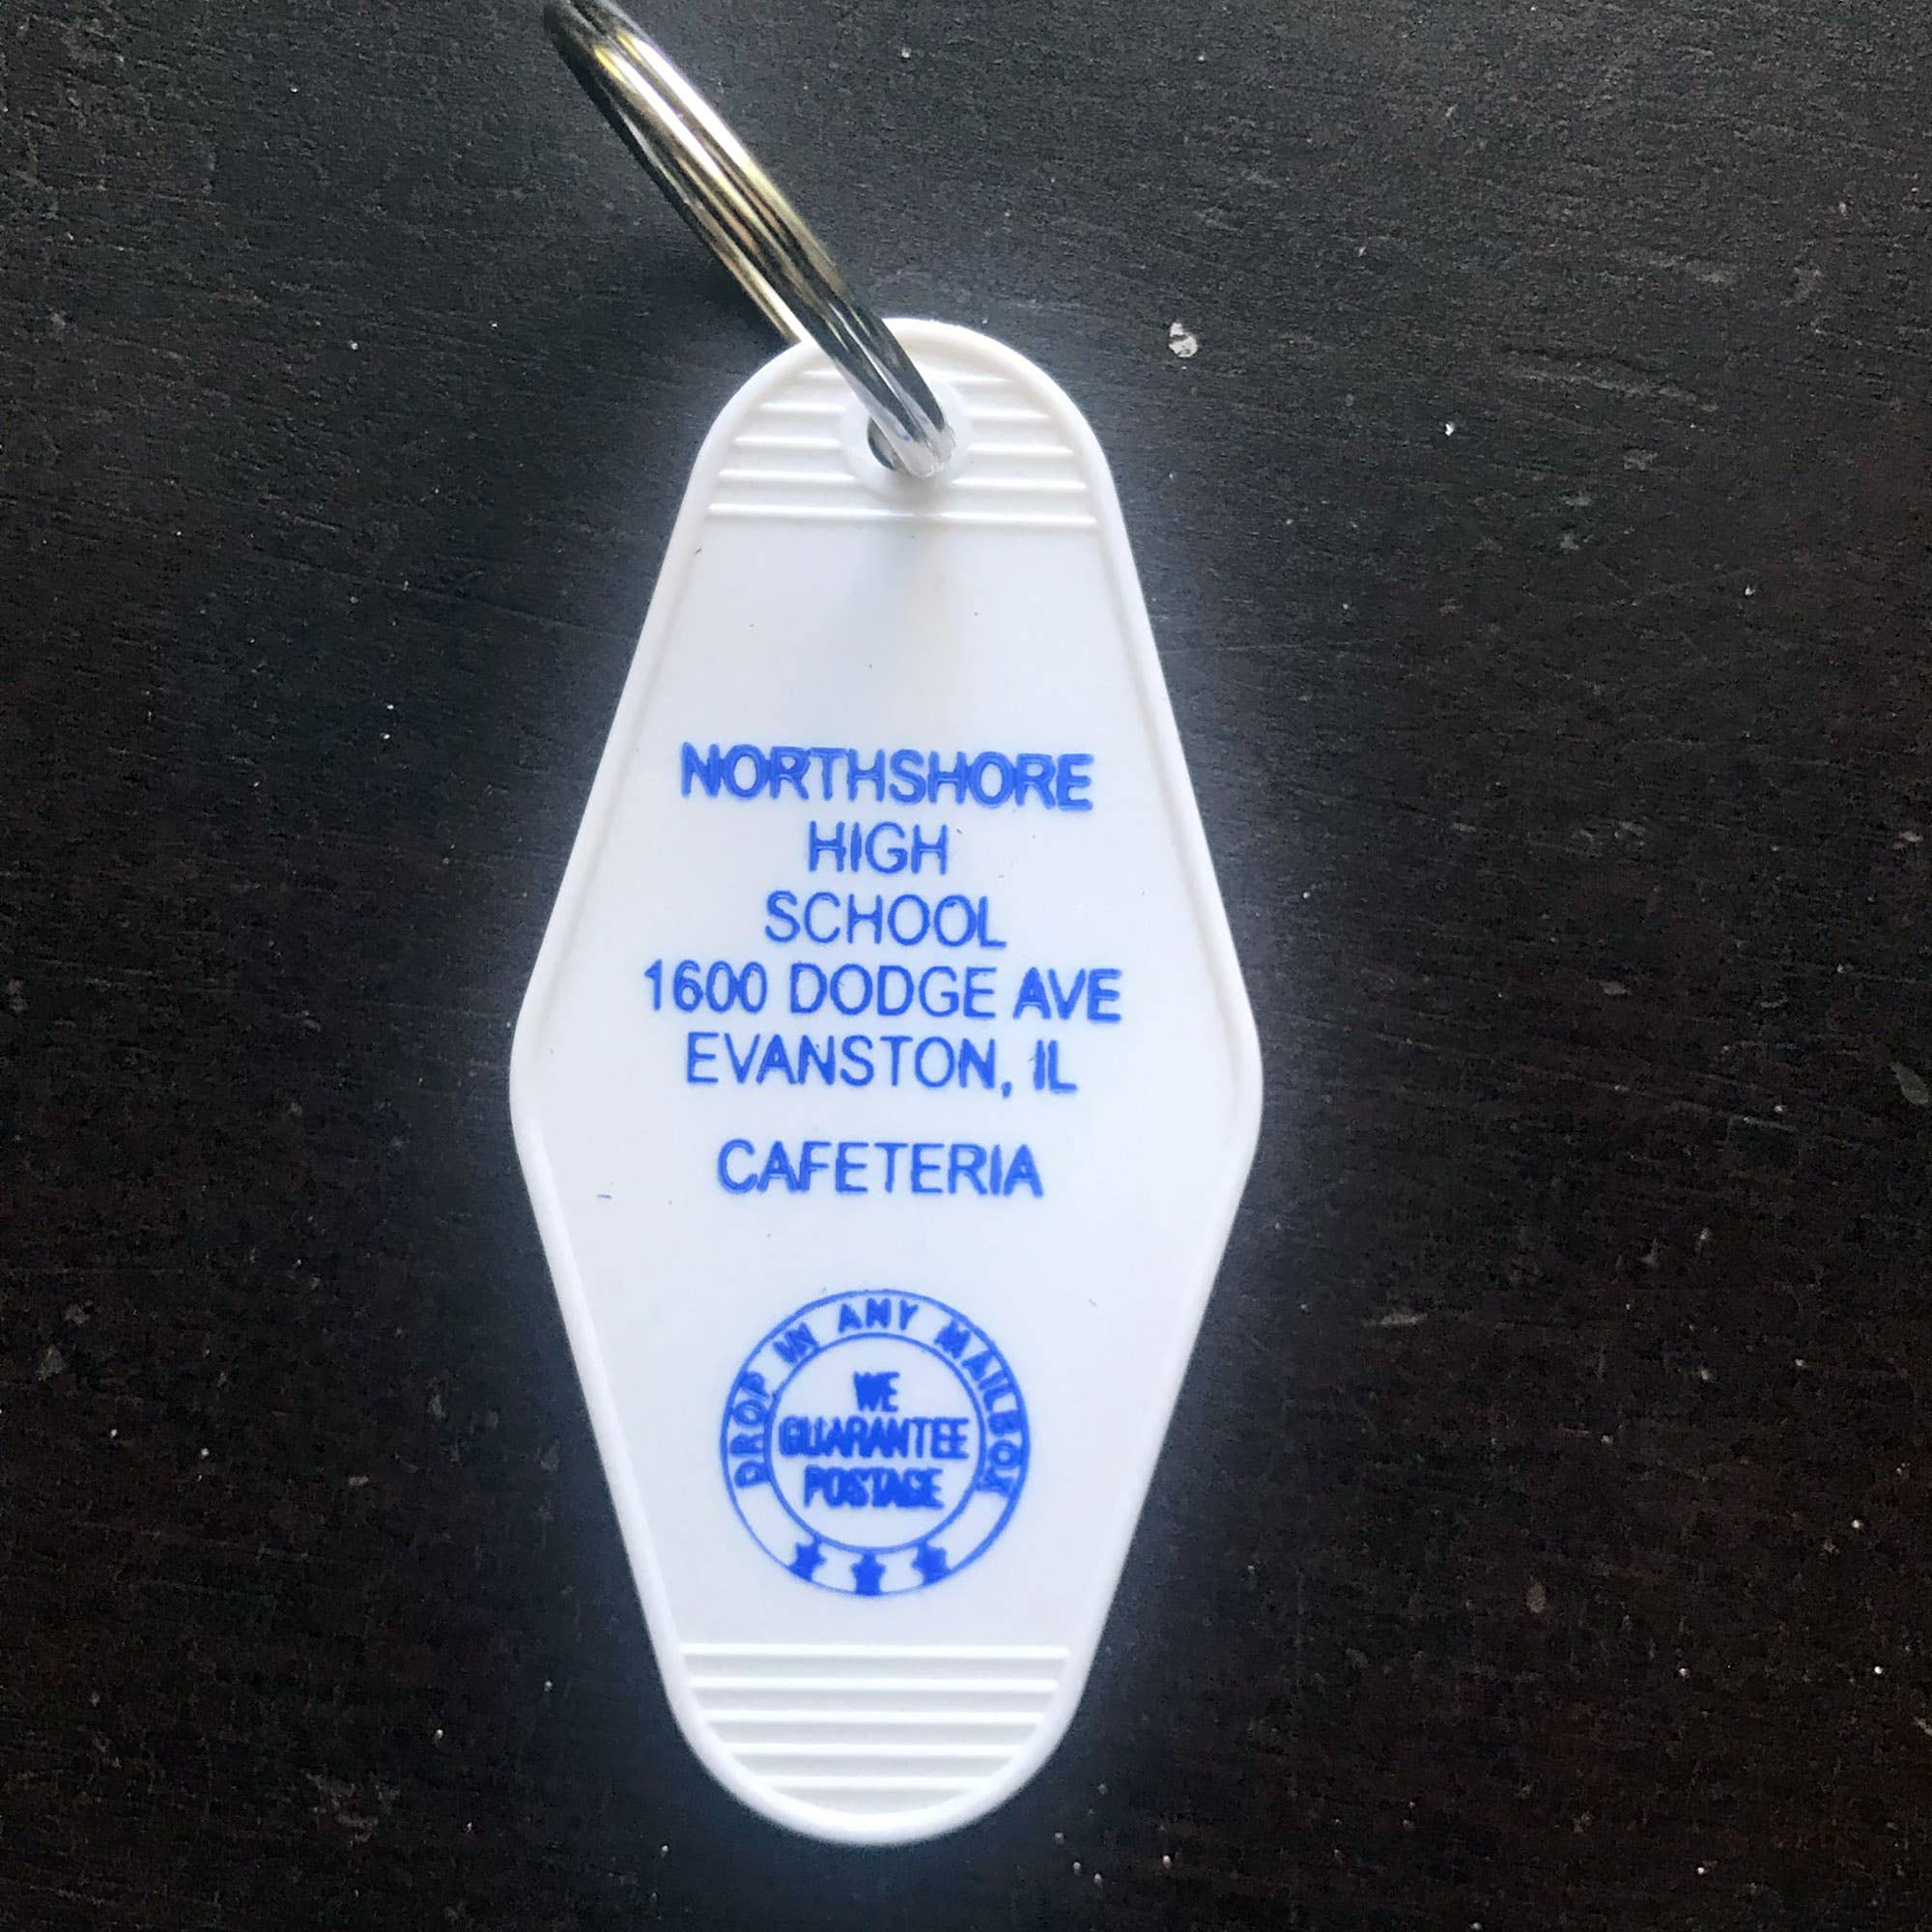 NORTHSHORE
HIGH
SCHOOL
1600 DODGE AVE
EVANSTON, IL
CAFETERIA
DROP IN ANY MAILBOX
WE
GUARANTEE
POSTAGE